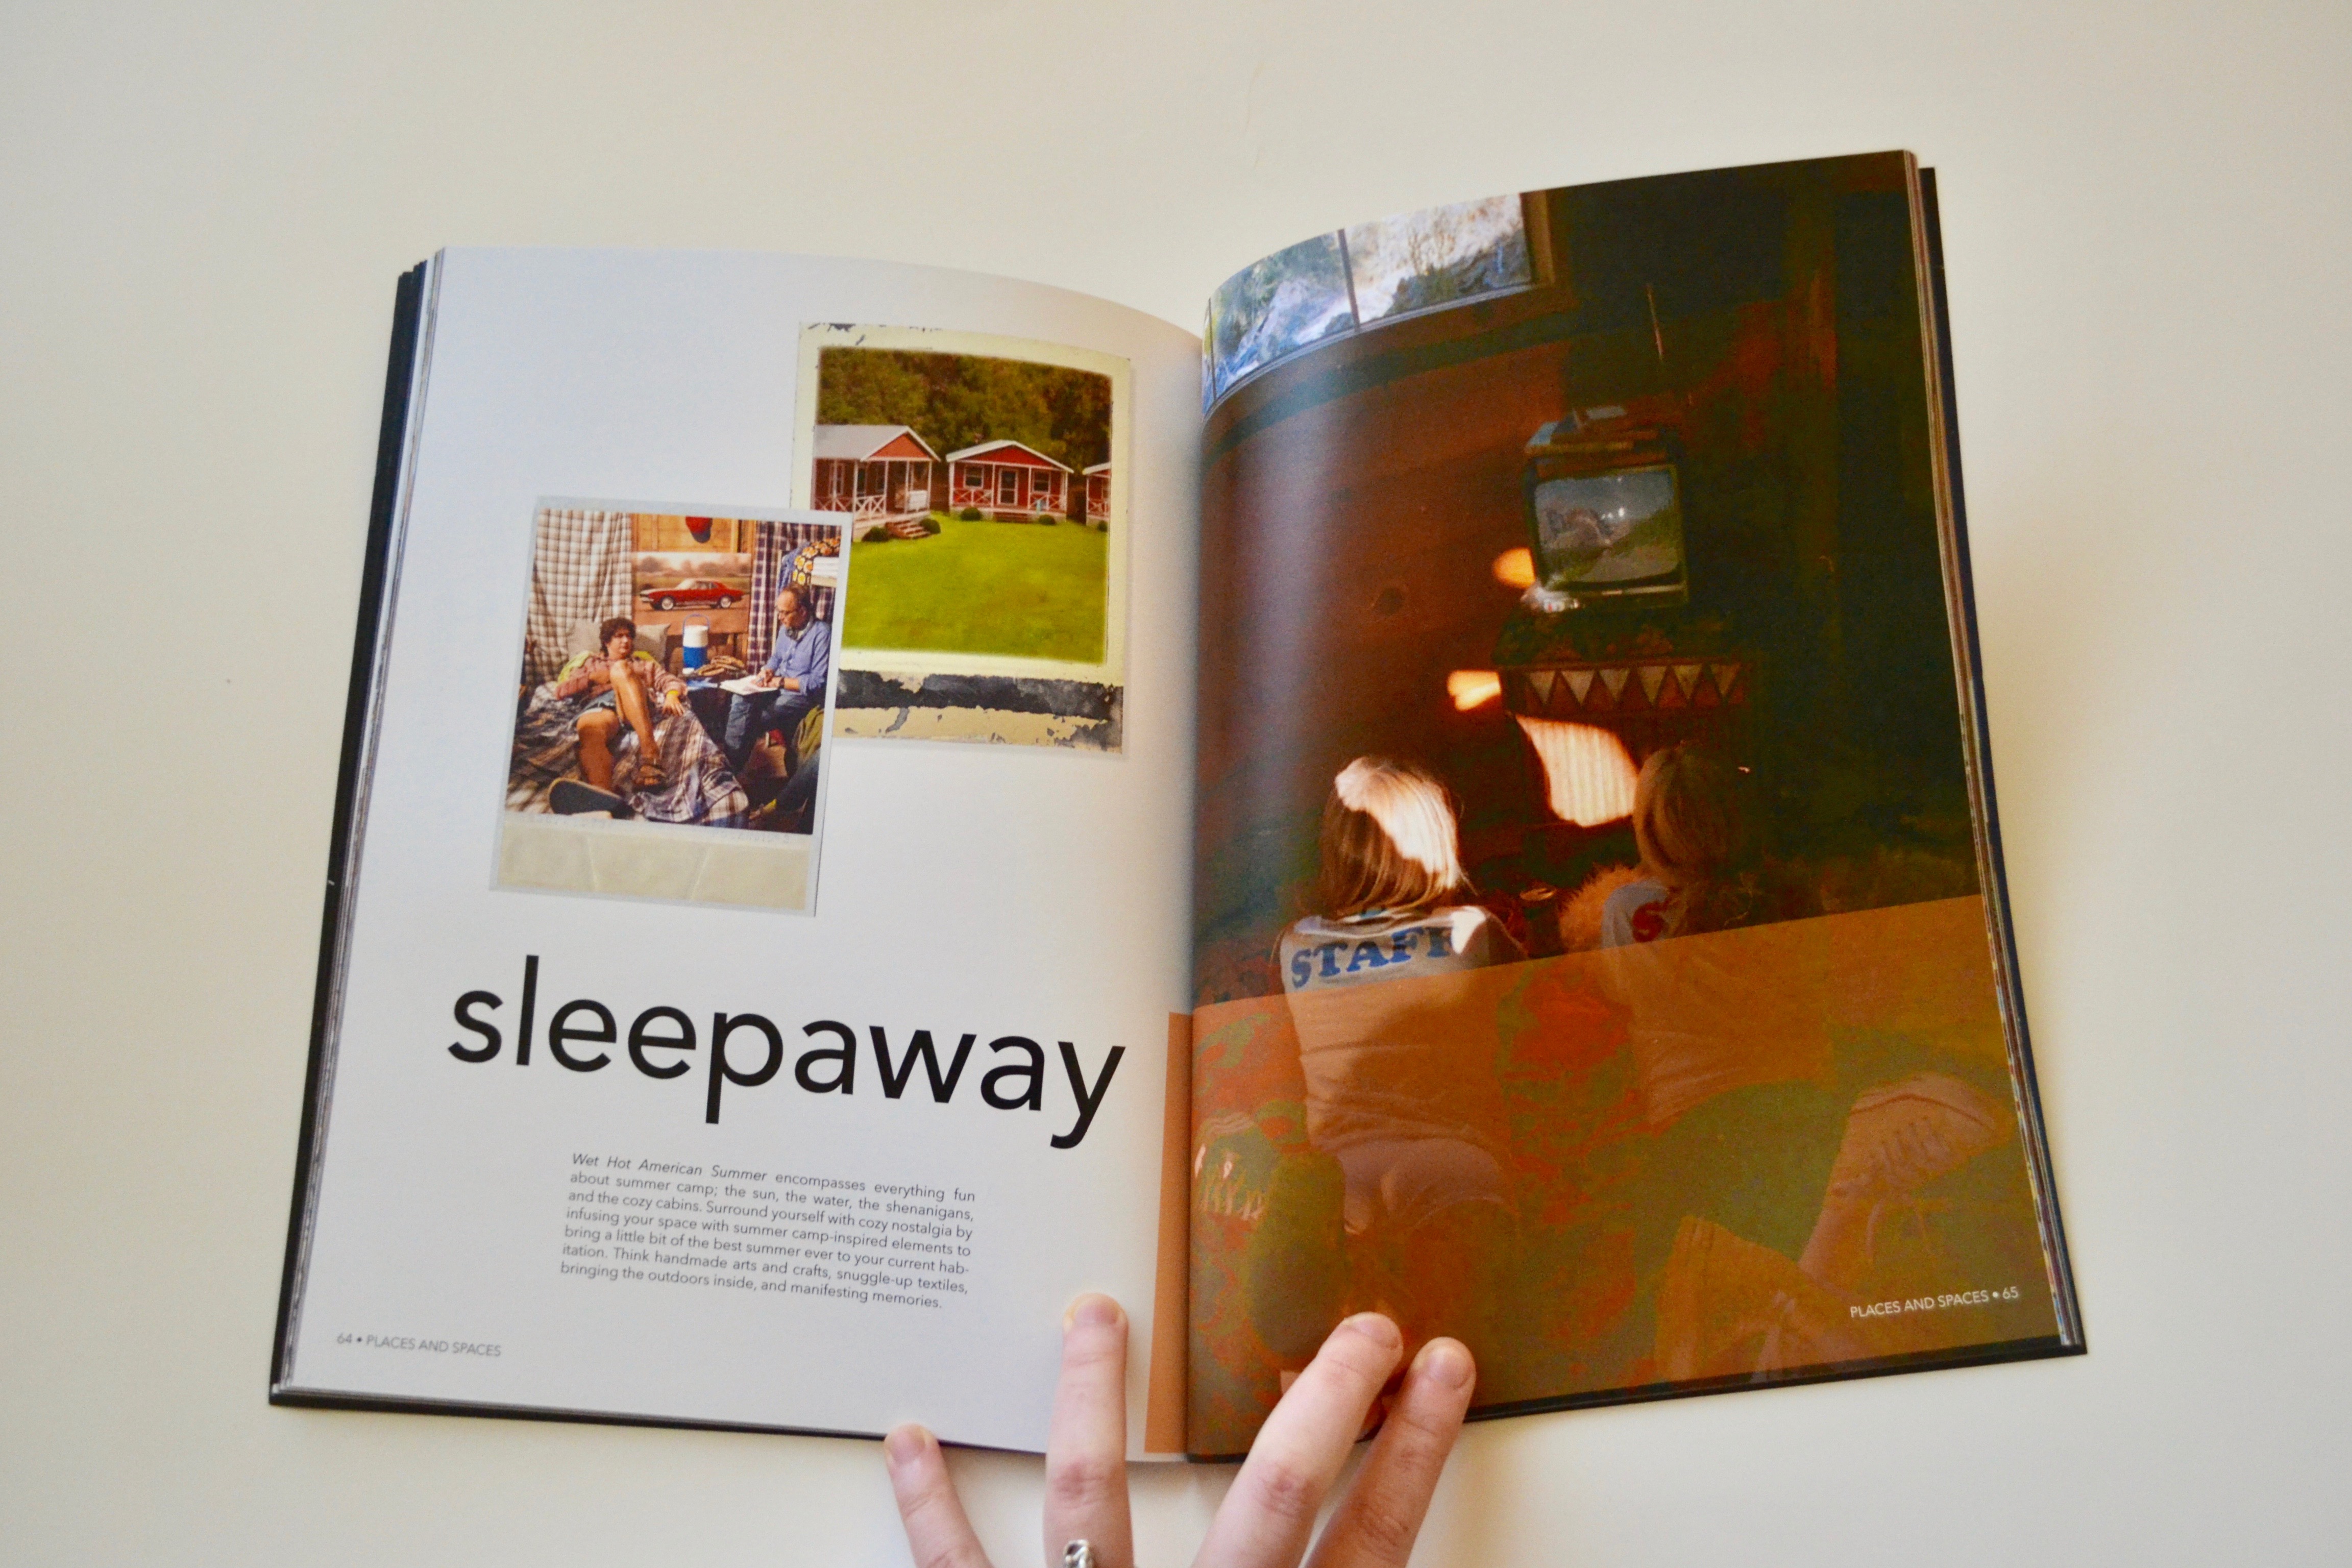 sleepaway
Wet Hot American Summer encompasses everything fun
about summer camp; the sun, the water, the shenanigans,
and the cozy cabins. Surround yourself with cozy nostalgia by
infusing your space with summer camp-inspired elements to
bring a little bit of the best summer ever to your current hab-
itation. Think handmade arts and crafts, snuggle-up textiles,
bringing the outdoors inside, and manifesting memories.
64 • PLACES AND SPACES
STAFF
S
PLACES AND SPACES • 65